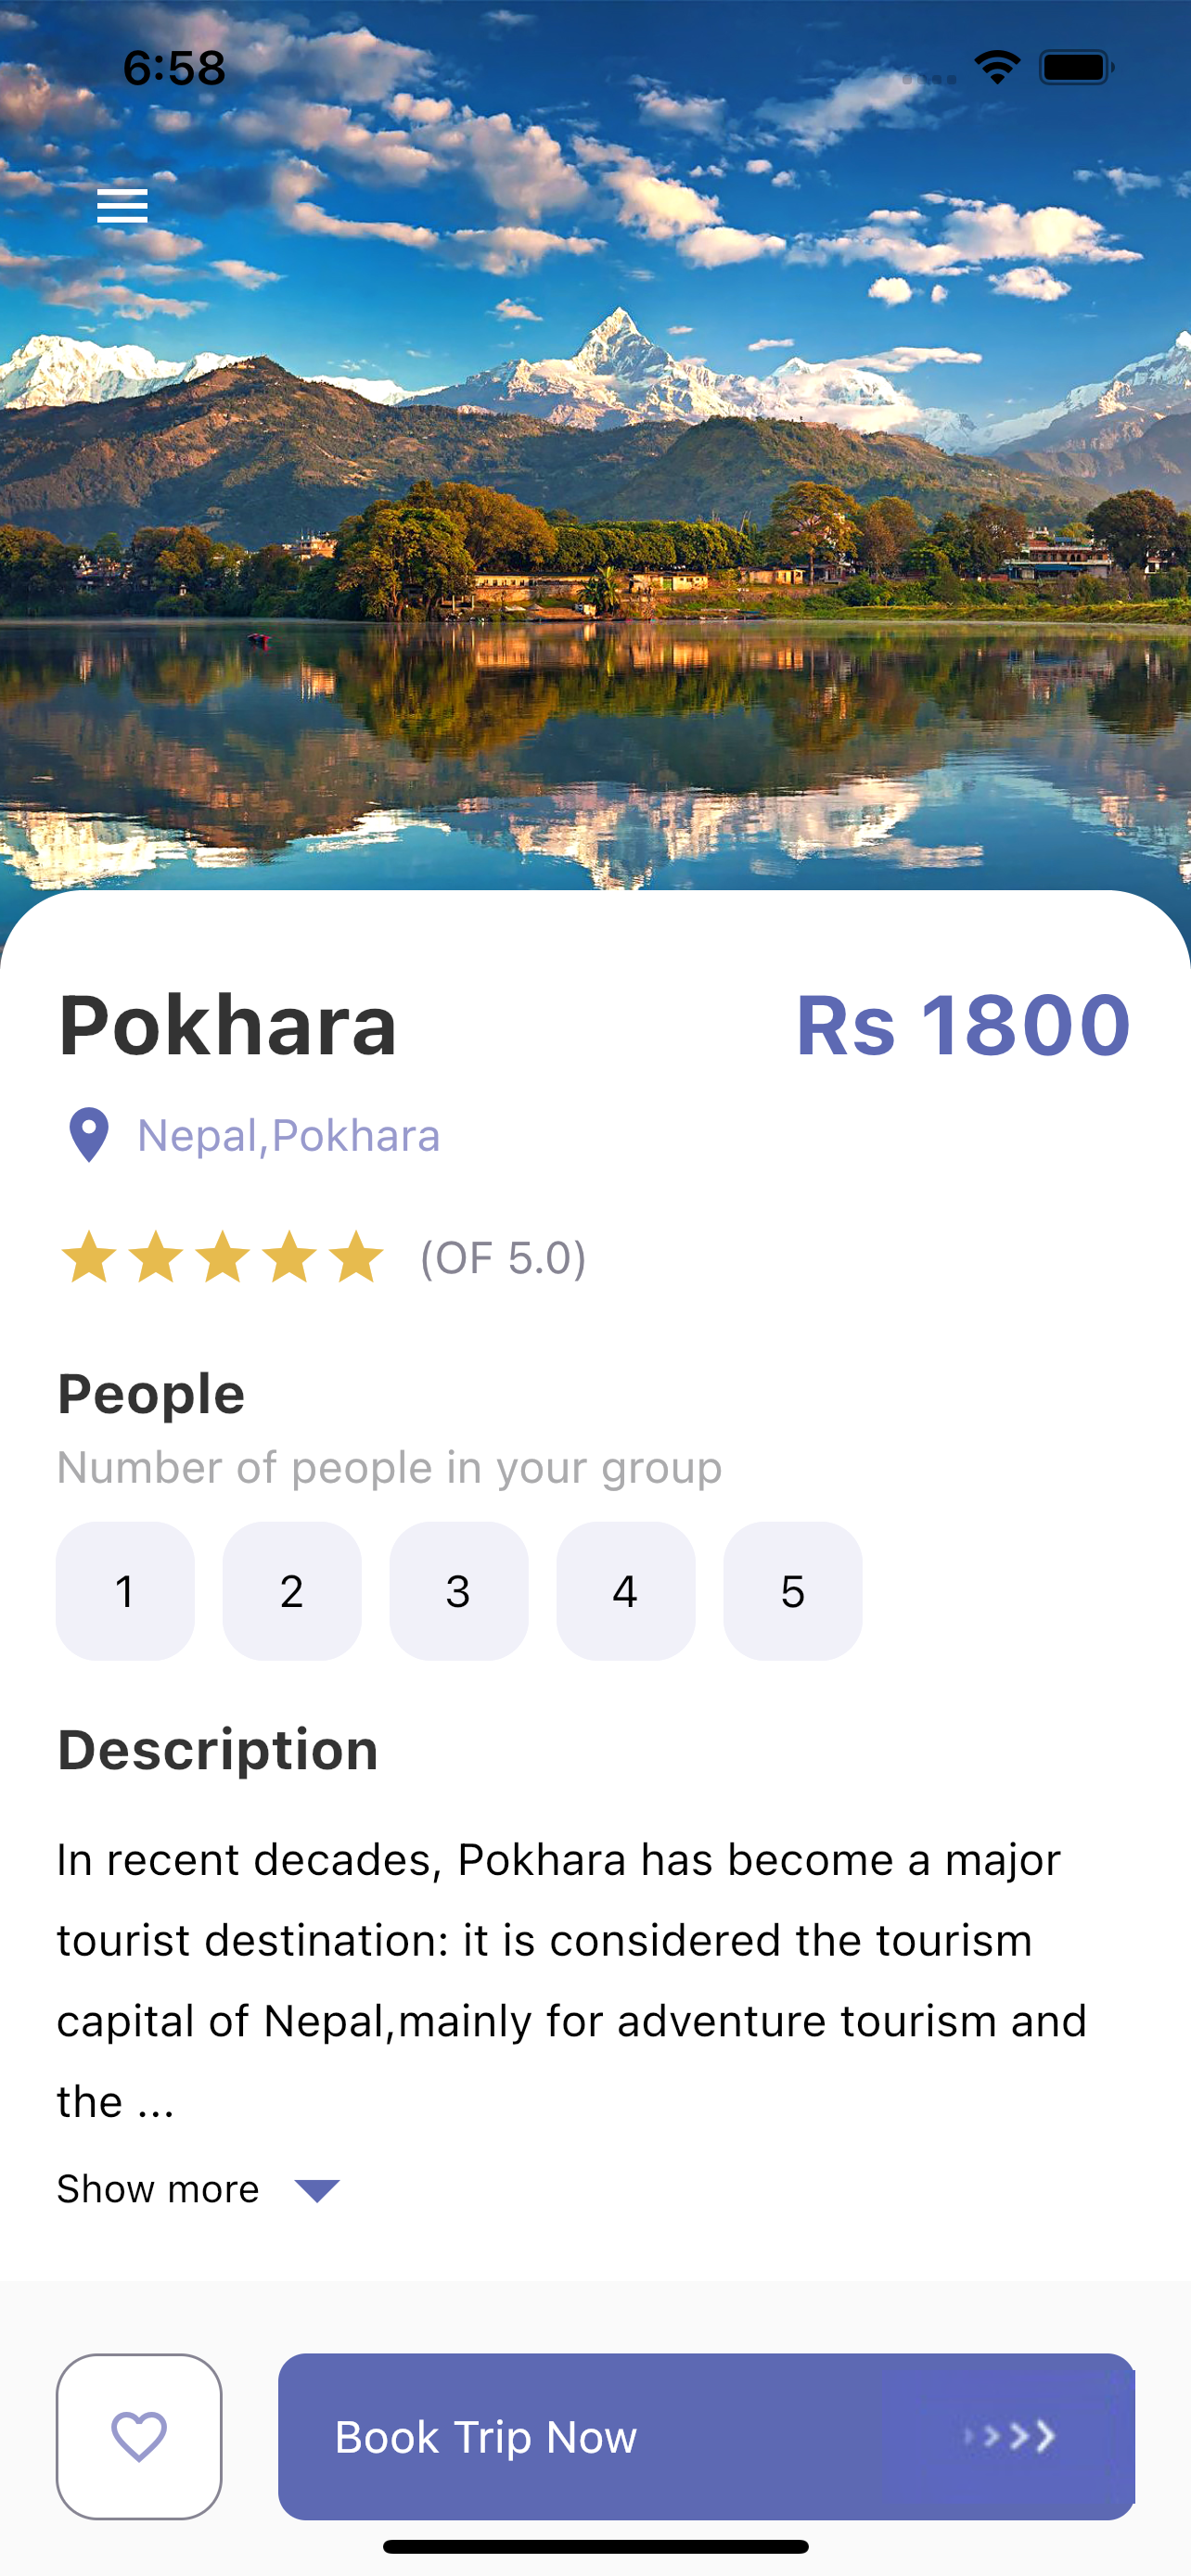 6:58
Pokhara
Rs 1800
Nepal,Pokhara
(OF 5.0)
People
Number of people in your group
1 2 3 4 5
Description
In recent decades, Pokhara has become a major
tourist destination: it is considered the tourism
capital of Nepal,mainly for adventure tourism and
the ...
Show more
Book Trip Now